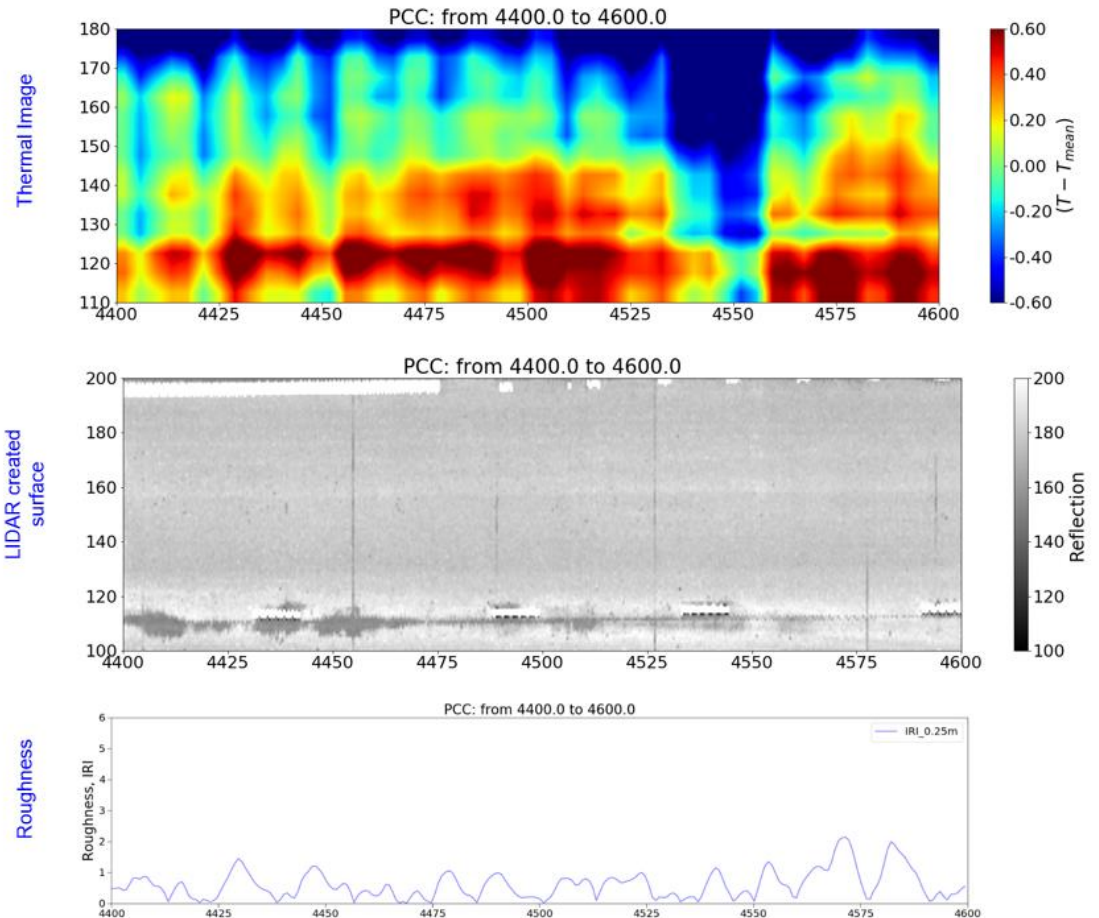 PCC: from 4400.0 to 4600.0
Thermal Image
180
170
160
150
140
130
120
110
4400 4425 4450 4475 4500 4525 4550 4575 4600
0.60
0.40
0.20
0.00
-0.20
-0.40
-0.60
(T − Tmean)
PCC: from 4400.0 to 4600.0
LIDAR created
surface
200
180
160
140
120
100
4400 4425 4450 4475 4500 4525 4550 4575 4600
200
180
160
140
120
100
Reflection
PCC: from 4400.0 to 4600.0
Roughness
Roughness, IRI
6
5
4
3
2
1
0
IRI_0.25m
4400 4425 4450 4475 4500 4525 4550 4575 4600